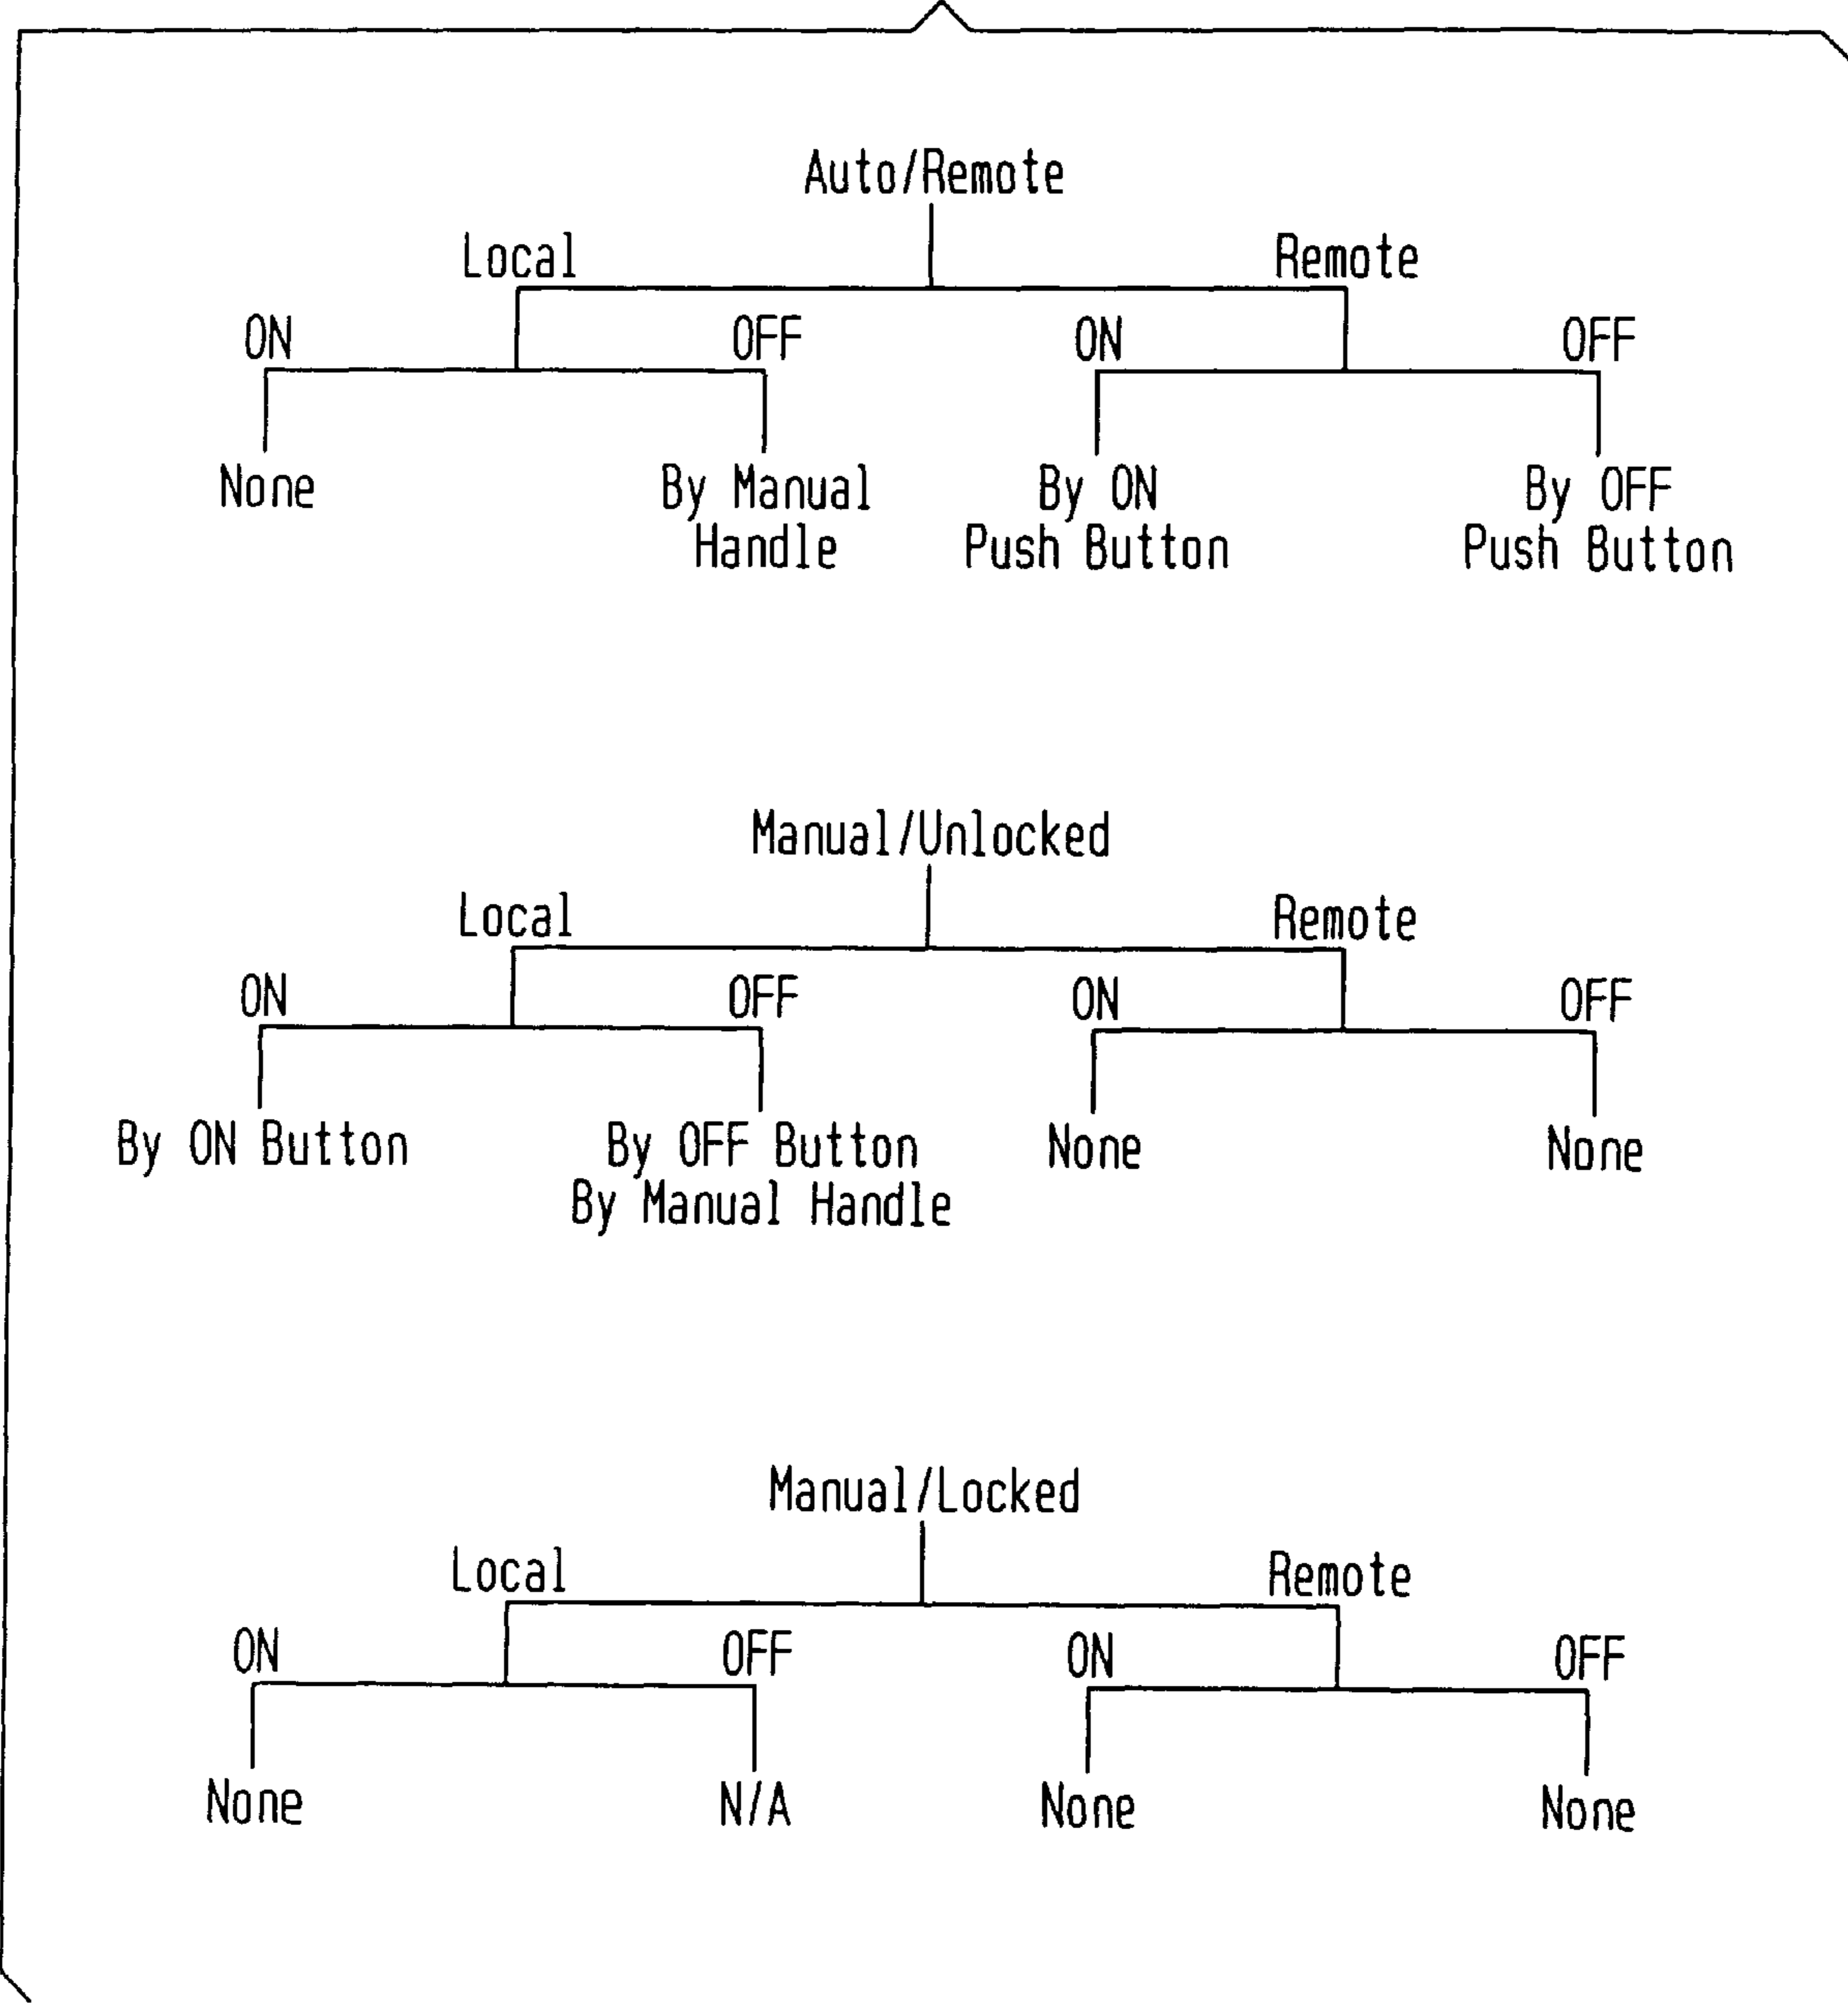 Auto/Remote
Local
Remote
ON
OFF
ON
OFF
None
By Manual
Handle
By ON
Push Button
By OFF
Push Button
Manual/Unlocked
Local
Remote
ON
OFF
ON
OFF
By ON Button
By OFF Button
By Manual Handle
None
None
Manual/Locked
Local
Remote
ON
OFF
ON
OFF
None
N/A
None
None